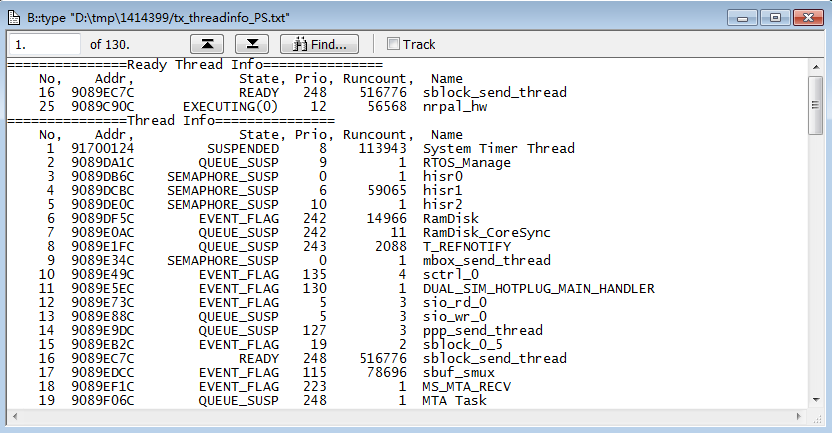 B::type "D:\tmp\1414399/tx_threadinfo_PS.txt"
1. of 130. Find... Track
===============Ready Thread Info===============
No, Addr, State, Prio, Runcount, Name
16 9089EC7C READY 248 516776 sblock_send_thread
25 9089C90C EXECUTING(0) 12 56568 nrpal_hw
===============Thread Info===============
No, Addr, State, Prio, Runcount, Name
1 91700124 SUSPENDED 8 113943 System Timer Thread
2 9089DA1C QUEUE_SUSP 9 1 RTOS_Manage
3 9089DB6C SEMAPHORE_SUSP 0 1 hisr0
4 9089DCBC SEMAPHORE_SUSP 6 59065 hisr1
5 9089DE0C SEMAPHORE_SUSP 10 1 hisr2
6 9089DF5C EVENT_FLAG 242 14966 RamDisk
7 9089E0AC QUEUE_SUSP 242 11 RamDisk_CoreSync
8 9089E1FC QUEUE_SUSP 243 2088 T_REFNOTIFY
9 9089E34C SEMAPHORE_SUSP 0 1 mbox_send_thread
10 9089E49C EVENT_FLAG 135 4 sctrl_0
11 9089E5EC EVENT_FLAG 130 1 DUAL_SIM_HOTPLUG_MAIN_HANDLER
12 9089E73C EVENT_FLAG 5 3 sio_rd_0
13 9089E88C QUEUE_SUSP 5 3 sio_wr_0
14 9089E9DC QUEUE_SUSP 127 3 ppp_send_thread
15 9089EB2C EVENT_FLAG 19 2 sblock_0_5
16 9089EC7C READY 248 516776 sblock_send_thread
17 9089EDCC EVENT_FLAG 115 78696 sbuf_smux
18 9089EF1C EVENT_FLAG 223 1 MS_MTA_RECV
19 9089F06C QUEUE_SUSP 248 1 MTA Task